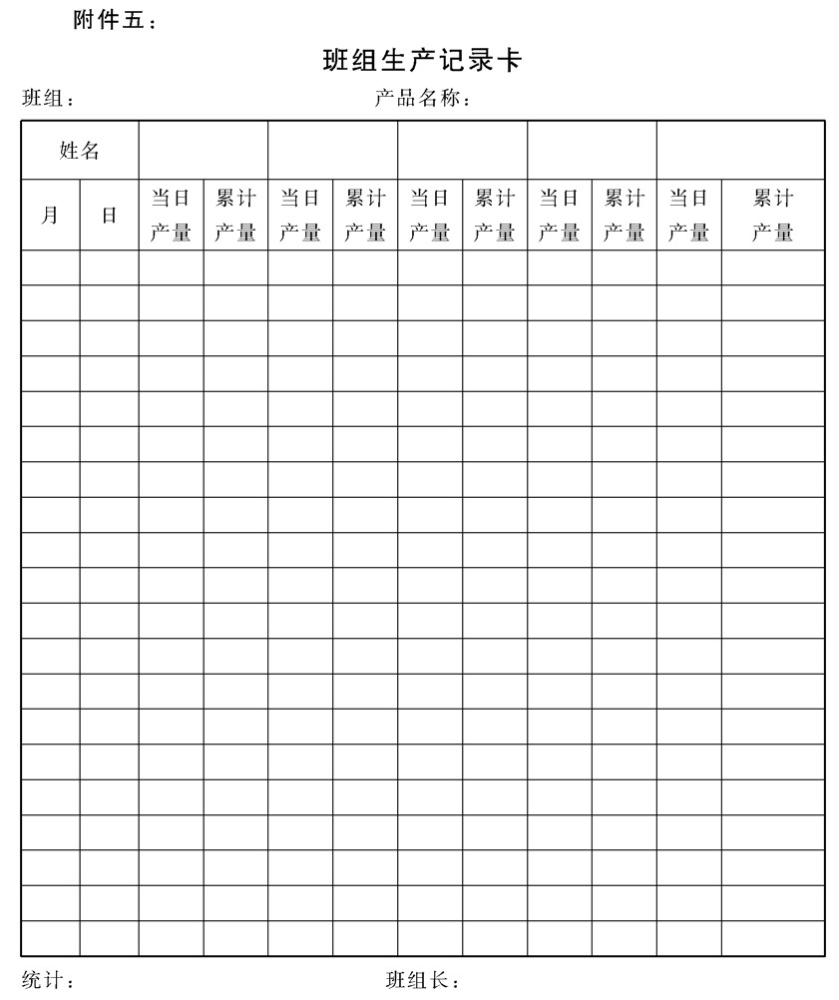 附件五：
班组生产记录卡
班组： 产品名称：
姓名
月 日 当日产量 累计产量 当日产量 累计产量 当日产量 累计产量 当日产量 累计产量 当日产量 累计产量
统计： 班组长：